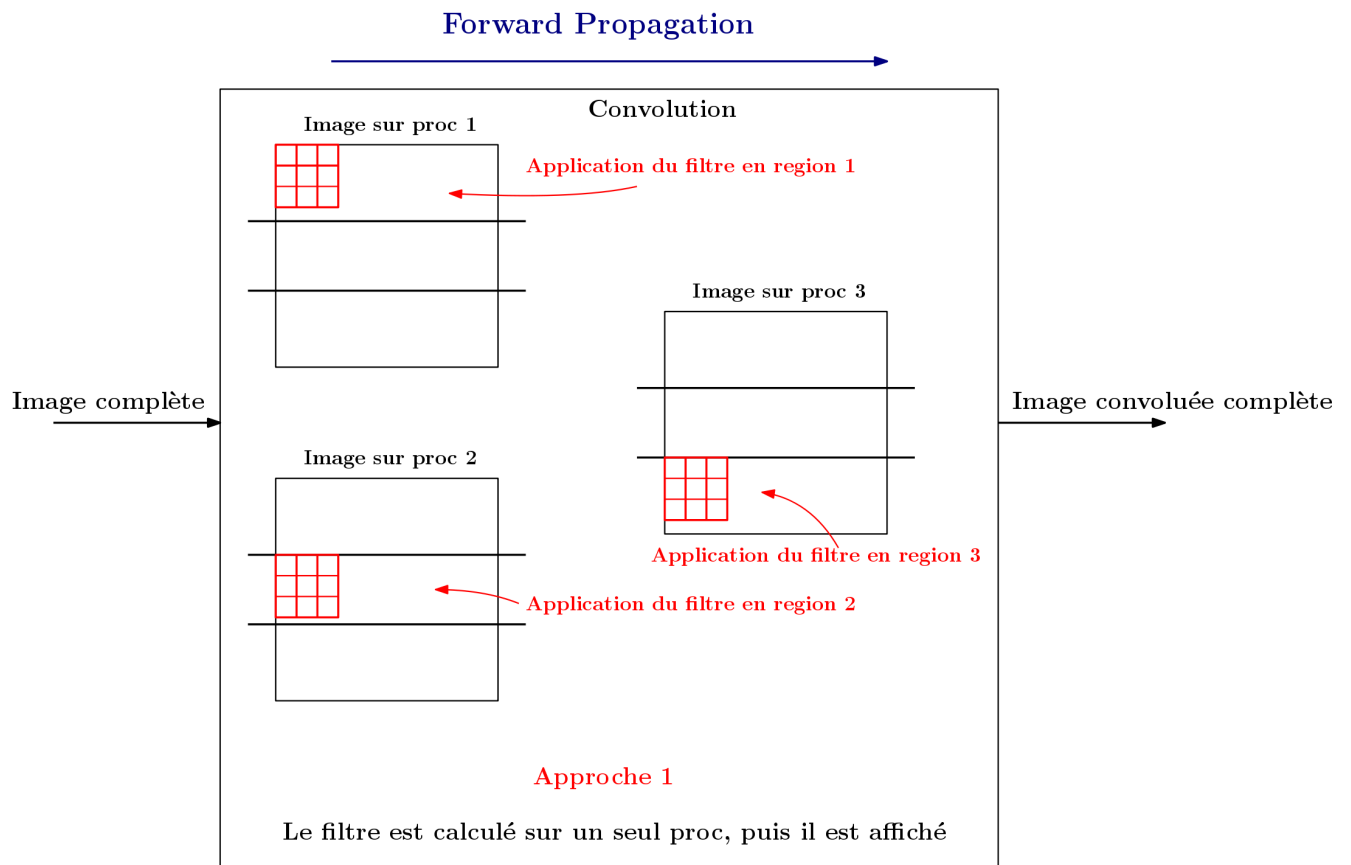 Forward Propagation
Convolution
Image sur proc 1
Application du filtre en region 1
Image sur proc 3
Image complète
Image convoluée complète
Image sur proc 2
Application du filtre en region 3
Application du filtre en region 2
Approche 1
Le filtre est calculé sur un seul proc, puis il est affiché